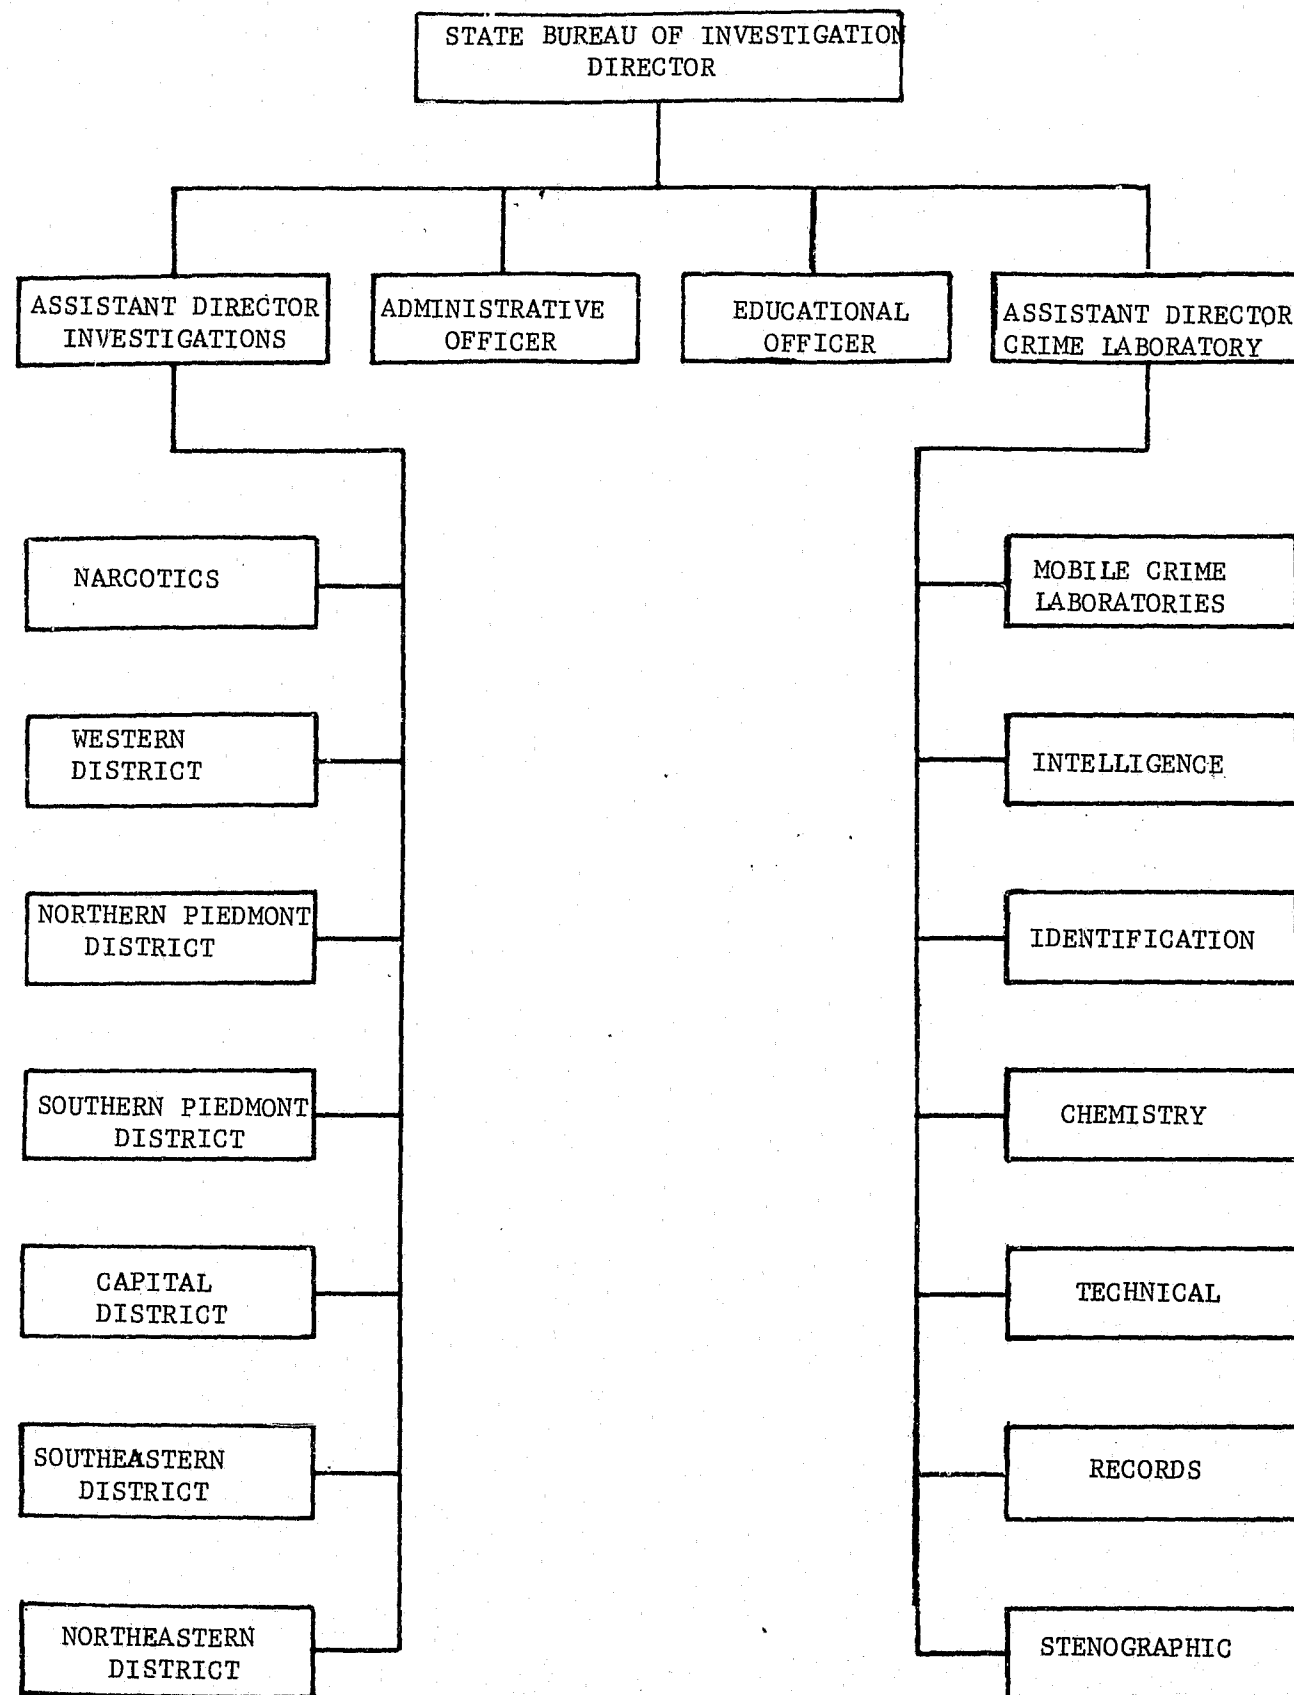 STATE BUREAU OF INVESTIGATION
DIRECTOR
ASSISTANT DIRECTOR
INVESTIGATIONS
ADMINISTRATIVE
OFFICER
EDUCATIONAL
OFFICER
ASSISTANT DIRECTOR
CRIME LABORATORY
NARCOTICS
WESTERN
DISTRICT
NORTHERN PIEDMONT
DISTRICT
SOUTHERN PIEDMONT
DISTRICT
CAPITAL
DISTRICT
SOUTHEASTERN
DISTRICT
NORTHEASTERN
DISTRICT
MOBILE CRIME
LABORATORIES
INTELLIGENCE
IDENTIFICATION
CHEMISTRY
TECHNICAL
RECORDS
STENOGRAPHIC